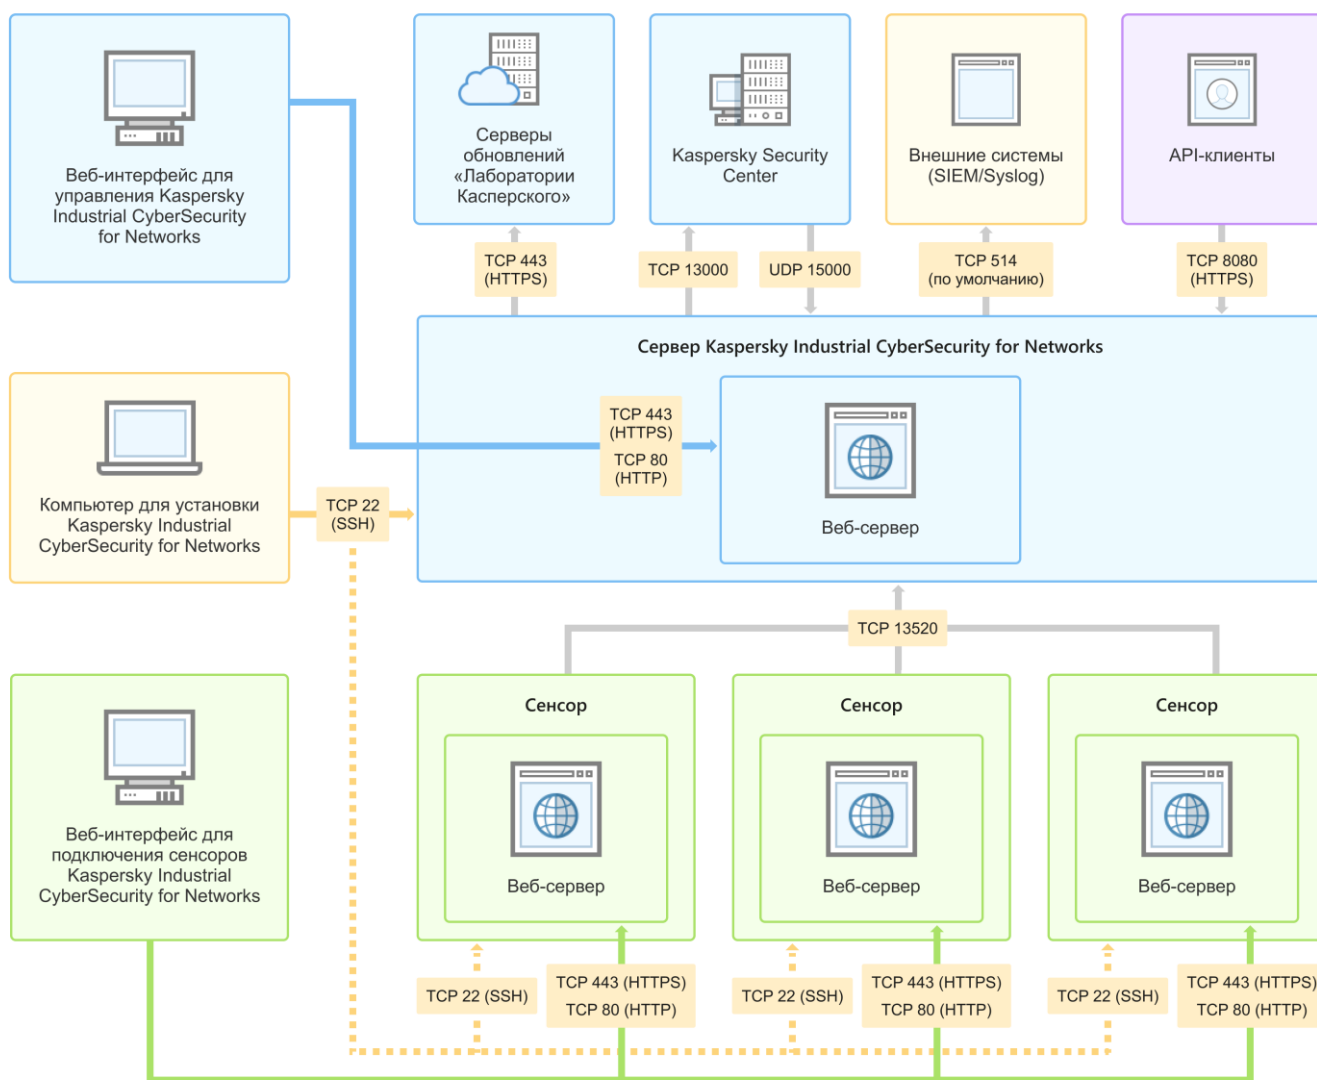 Веб-интерфейс для
управления Kaspersky
Industrial CyberSecurity
for Networks
Серверы
обновлений
«Лаборатории
Касперского»
Kaspersky Security
Center
Внешние системы
(SIEM/Syslog)
API-клиенты
TCP 443
(HTTPS)
TCP 13000
UDP 15000
TCP 514
(по умолчанию)
TCP 8080
(HTTPS)
Сервер Kaspersky Industrial CyberSecurity for Networks
TCP 443
(HTTPS)
TCP 80
(HTTP)
Веб-сервер
Компьютер для установки
Kaspersky Industrial
CyberSecurity for Networks
TCP 22
(SSH)
TCP 13520
Веб-интерфейс для
подключения сенсоров
Kaspersky Industrial
CyberSecurity for Networks
Сенсор
Веб-сервер
Сенсор
Веб-сервер
Сенсор
Веб-сервер
TCP 22 (SSH)
TCP 443 (HTTPS)
TCP 80 (HTTP)
TCP 22 (SSH)
TCP 443 (HTTPS)
TCP 80 (HTTP)
TCP 22 (SSH)
TCP 443 (HTTPS)
TCP 80 (HTTP)